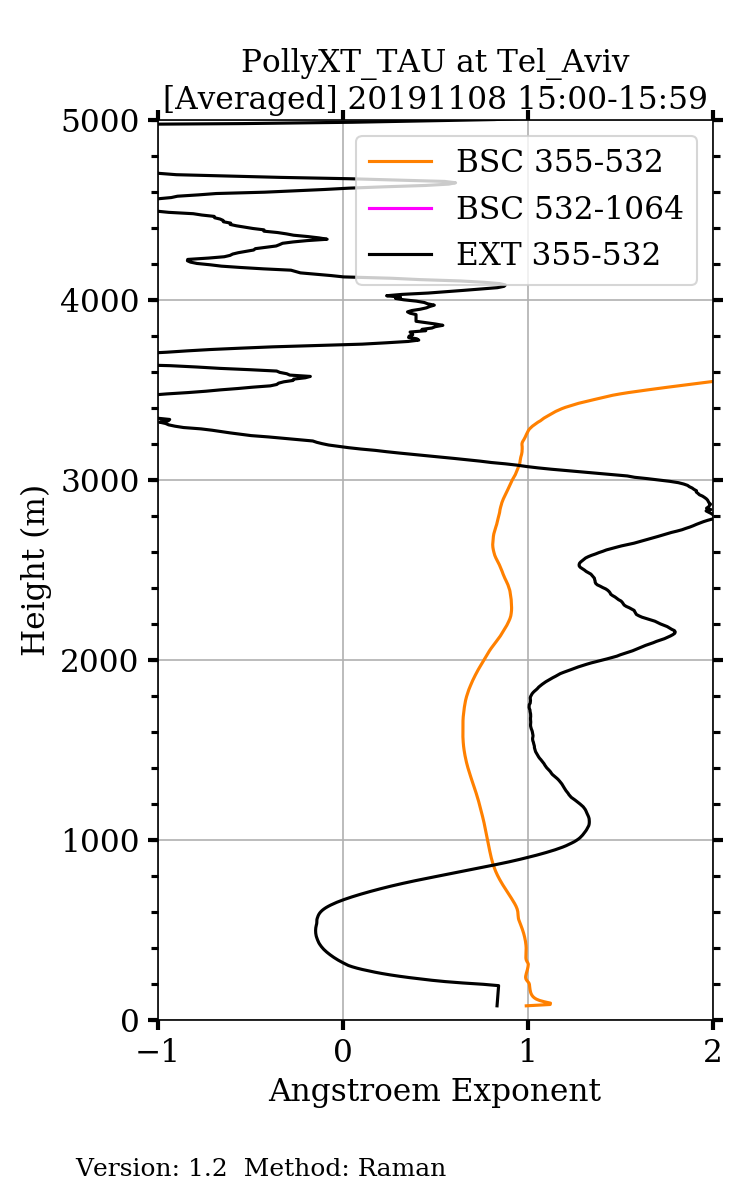 PollyXT_TAU at Tel_Aviv
[Averaged] 20191108 15:00-15:59
BSC 355-532
BSC 532-1064
EXT 355-532
5000
4000
3000
2000
1000
0
Height (m)
−1 0 1 2
Angstroem Exponent
Version: 1.2 Method: Raman